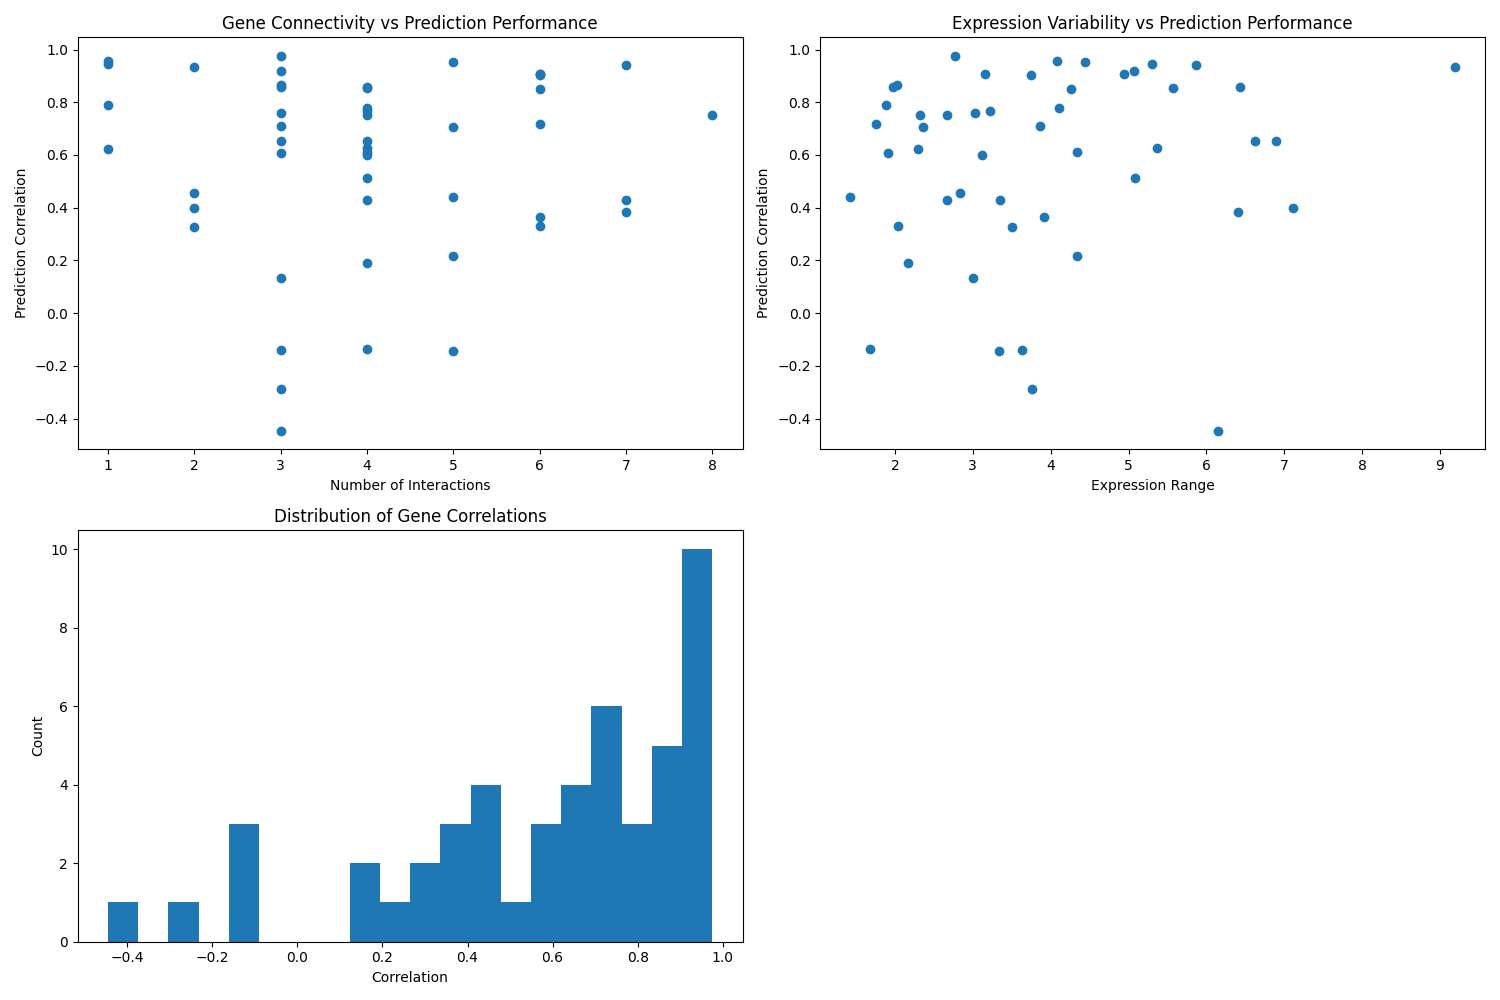 Gene Connectivity vs Prediction Performance
Prediction Correlation
1.0
0.8
0.6
0.4
0.2
0.0
−0.2
−0.4
1 2 3 4 5 6 7 8
Number of Interactions
Expression Variability vs Prediction Performance
Prediction Correlation
1.0
0.8
0.6
0.4
0.2
0.0
−0.2
−0.4
2 3 4 5 6 7 8 9
Expression Range
Distribution of Gene Correlations
Count
10
8
6
4
2
0
−0.4 −0.2 0.0 0.2 0.4 0.6 0.8 1.0
Correlation